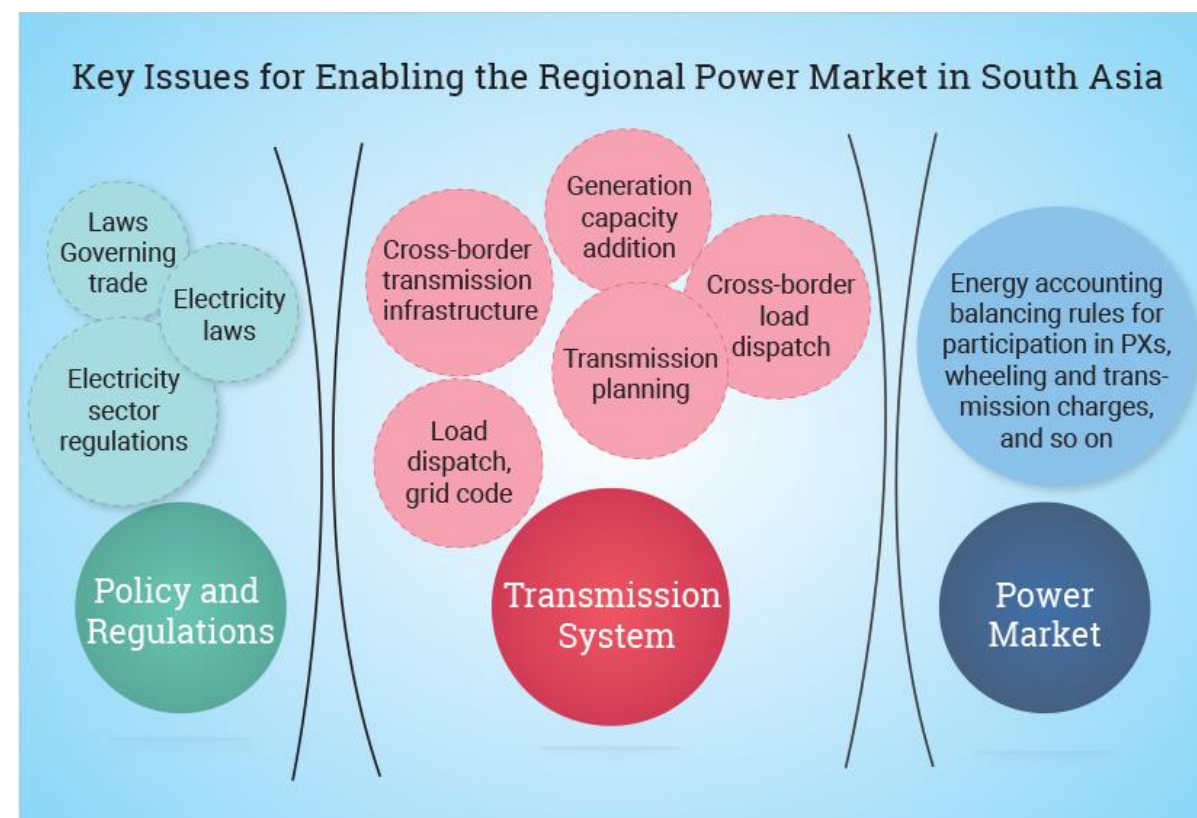 Key Issues for Enabling the Regional Power Market in South Asia
Laws
Governing
trade
Electricity
laws
Electricity
sector
regulations
Policy and
Regulations
Cross-border
transmission
infrastructure
Generation
capacity
addition
Cross-border
load
dispatch
Transmission
planning
Load
dispatch,
grid code
Transmission
System
Energy accounting
balancing rules for
participation in PXs,
wheeling and trans-
mission charges,
and so on
Power
Market